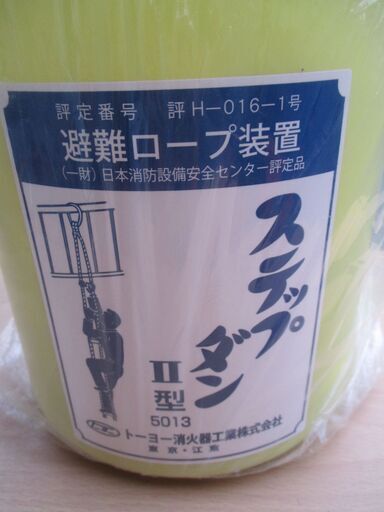 評定番号 評H-016-1号
避難ロープ装置
(一財)日本消防設備安全センター評定品
ステップ
ダン
II型
5013
トーヨー消火器工業株式会社
東京・江東